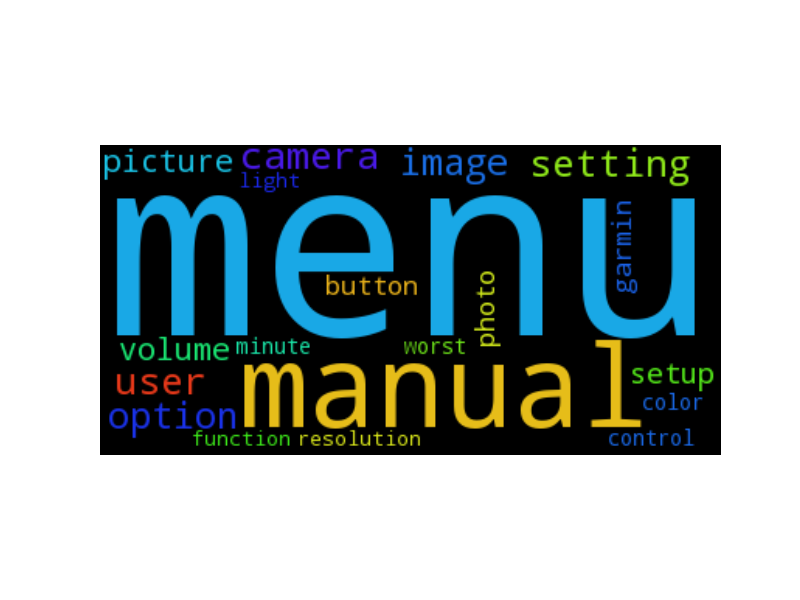 picture camera image setting
light
menu
garmin
button
photo
volume minute worst
manual
user
setup
option
color
function resolution control